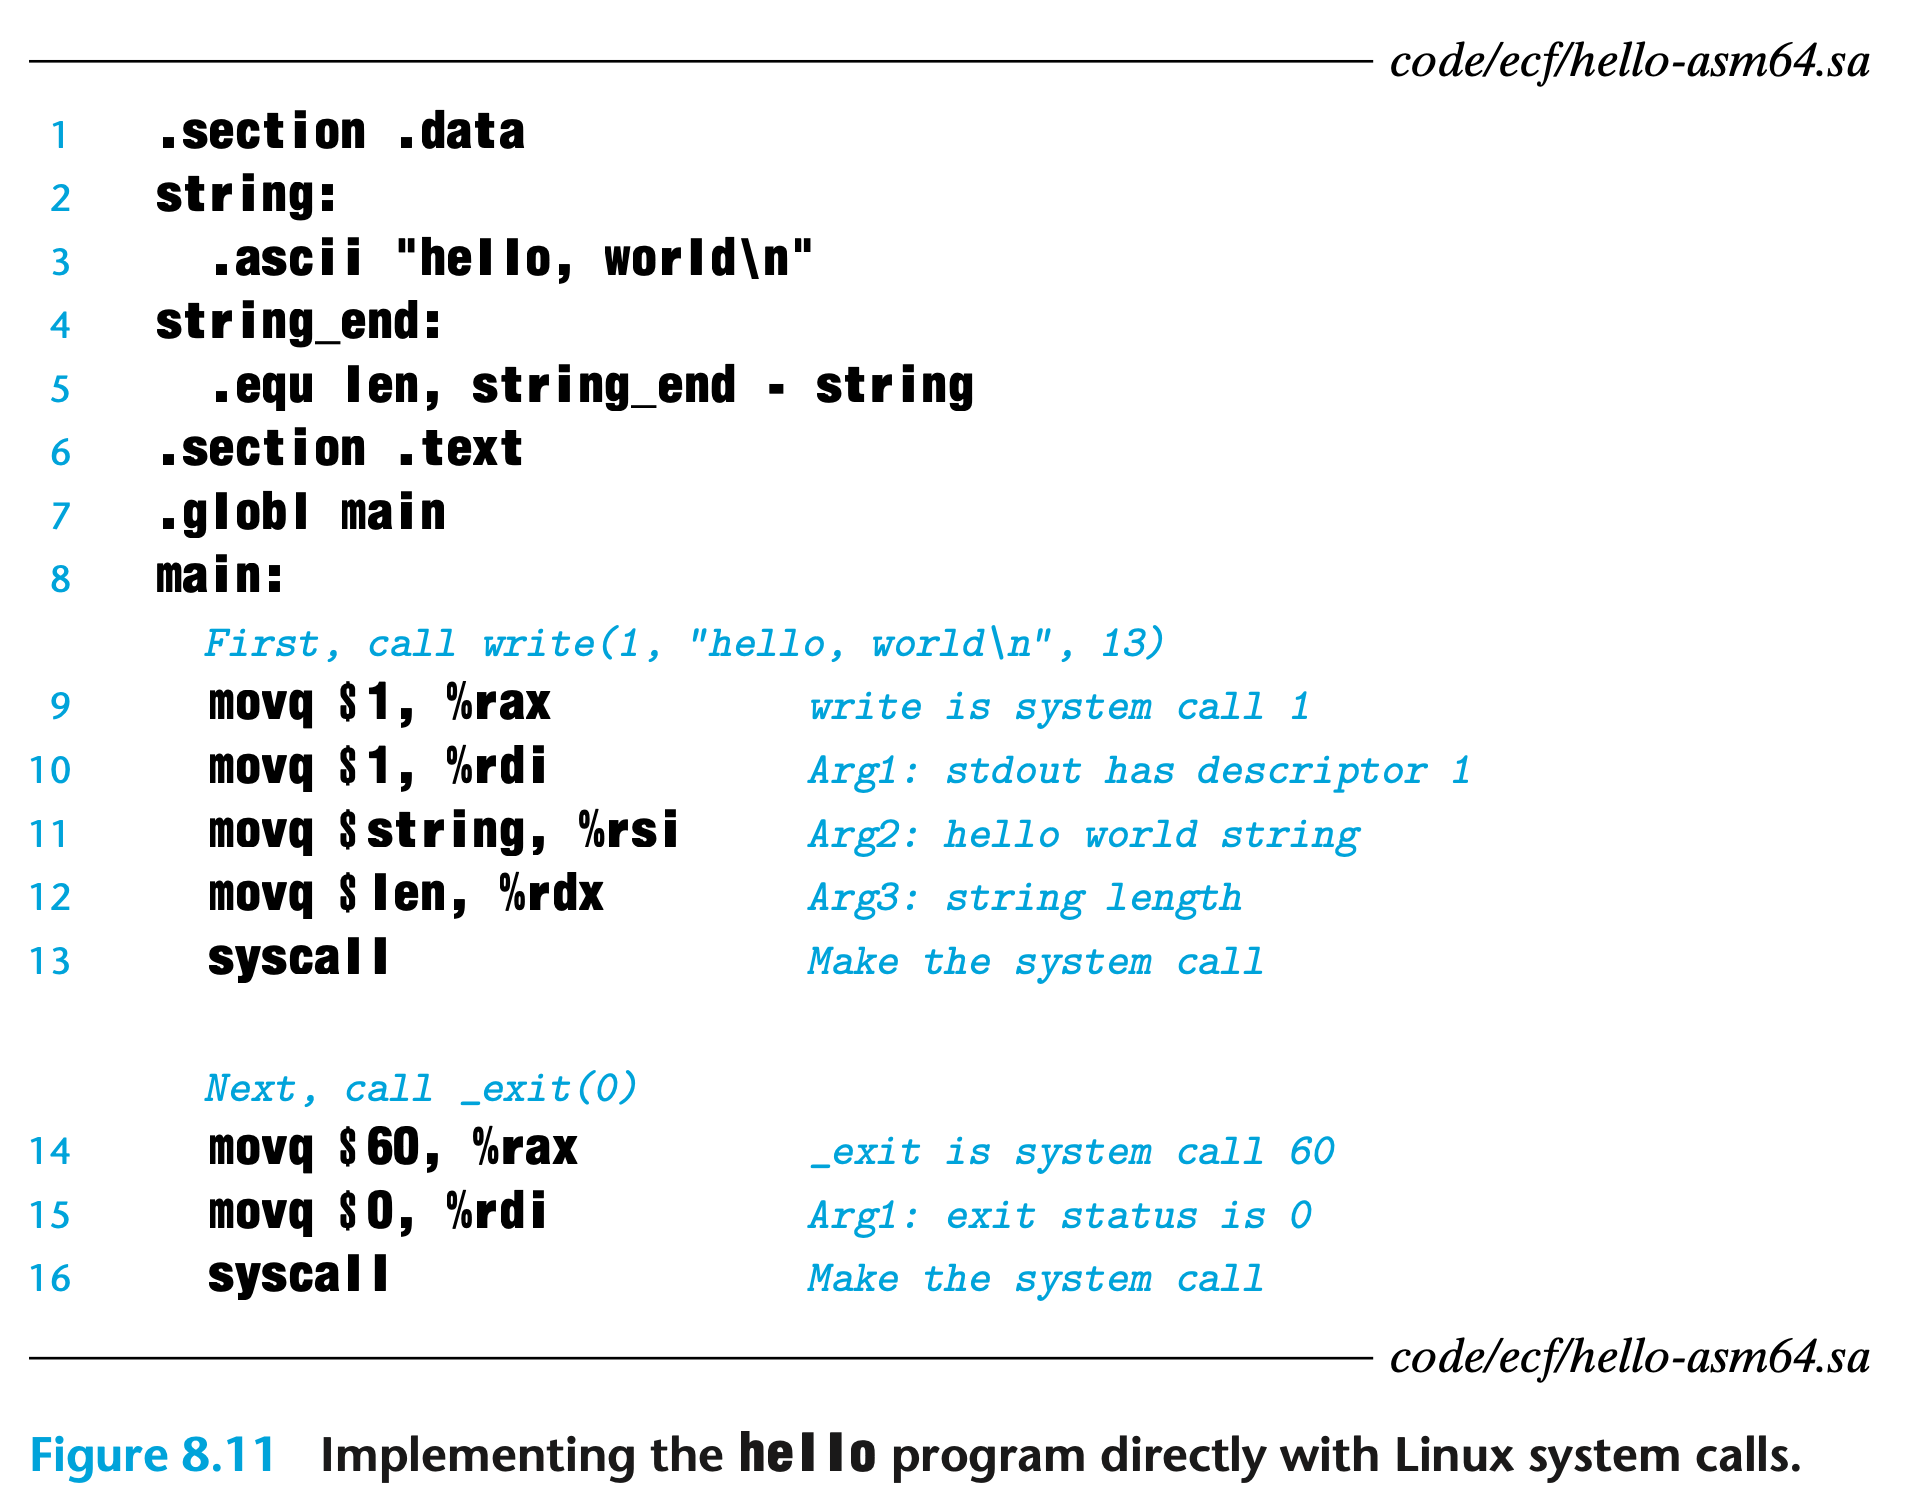 code/ecf/hello-asm64.sa
1 .section .data
2 string:
3 .ascii "hello, world\n"
4 string_end:
5 .equ len, string_end - string
6 .section .text
7 .globl main
8 main:
First, call write(1, "hello, world\n", 13)
9 movq $1, %rax write is system call 1
10 movq $1, %rdi Arg1: stdout has descriptor 1
11 movq $string, %rsi Arg2: hello world string
12 movq $len, %rdx Arg3: string length
13 syscall Make the system call
Next, call _exit(0)
14 movq $60, %rax _exit is system call 60
15 movq $0, %rdi Arg1: exit status is 0
16 syscall Make the system call
code/ecf/hello-asm64.sa
Figure 8.11 Implementing the hello program directly with Linux system calls.